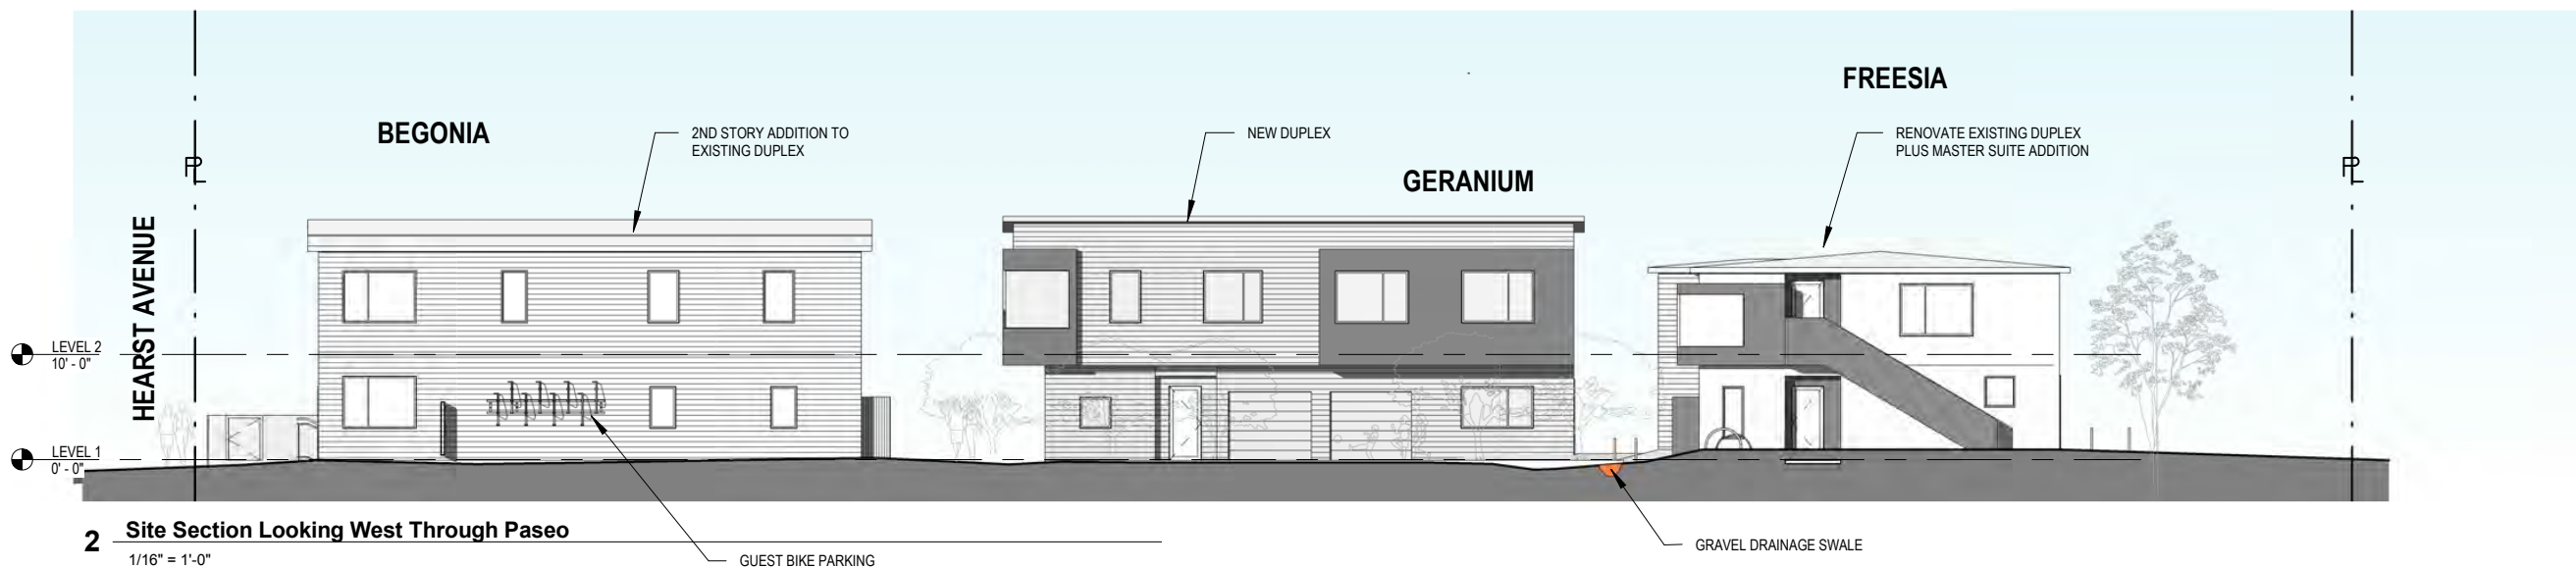 FREESIA
BEGONIA
2ND STORY ADDITION TO
EXISTING DUPLEX
NEW DUPLEX
RENOVATE EXISTING DUPLEX
PLUS MASTER SUITE ADDITION
PL
PL
GERANIUM
HEARST AVENUE
LEVEL 2
10' - 0"
LEVEL 1
0' - 0"
2 Site Section Looking West Through Paseo
1/16" = 1'-0"
GUEST BIKE PARKING
GRAVEL DRAINAGE SWALE